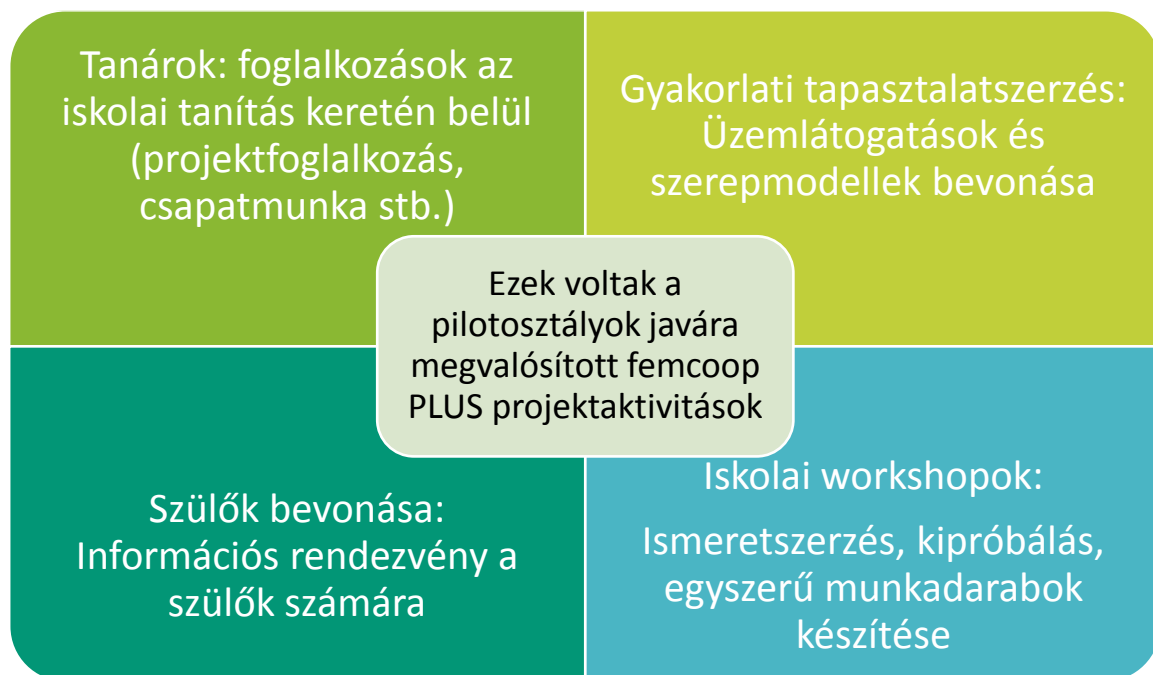 Tanárok: foglalkozások az
iskolai tanítás keretén belül
(projektfoglalkozás,
csapatmunka stb.)
Gyakorlati tapasztalatszerzés:
Üzemlátogatások és
szerepmodellek bevonása
Ezek voltak a
pilotosztályok javára
megvalósított femcoop
PLUS projektaktivitások
Szülők bevonása:
Információs rendezvény a
szülők számára
Iskolai workshopok:
Ismeretszerzés, kipróbálás,
egyszerű munkadarabok
készítése